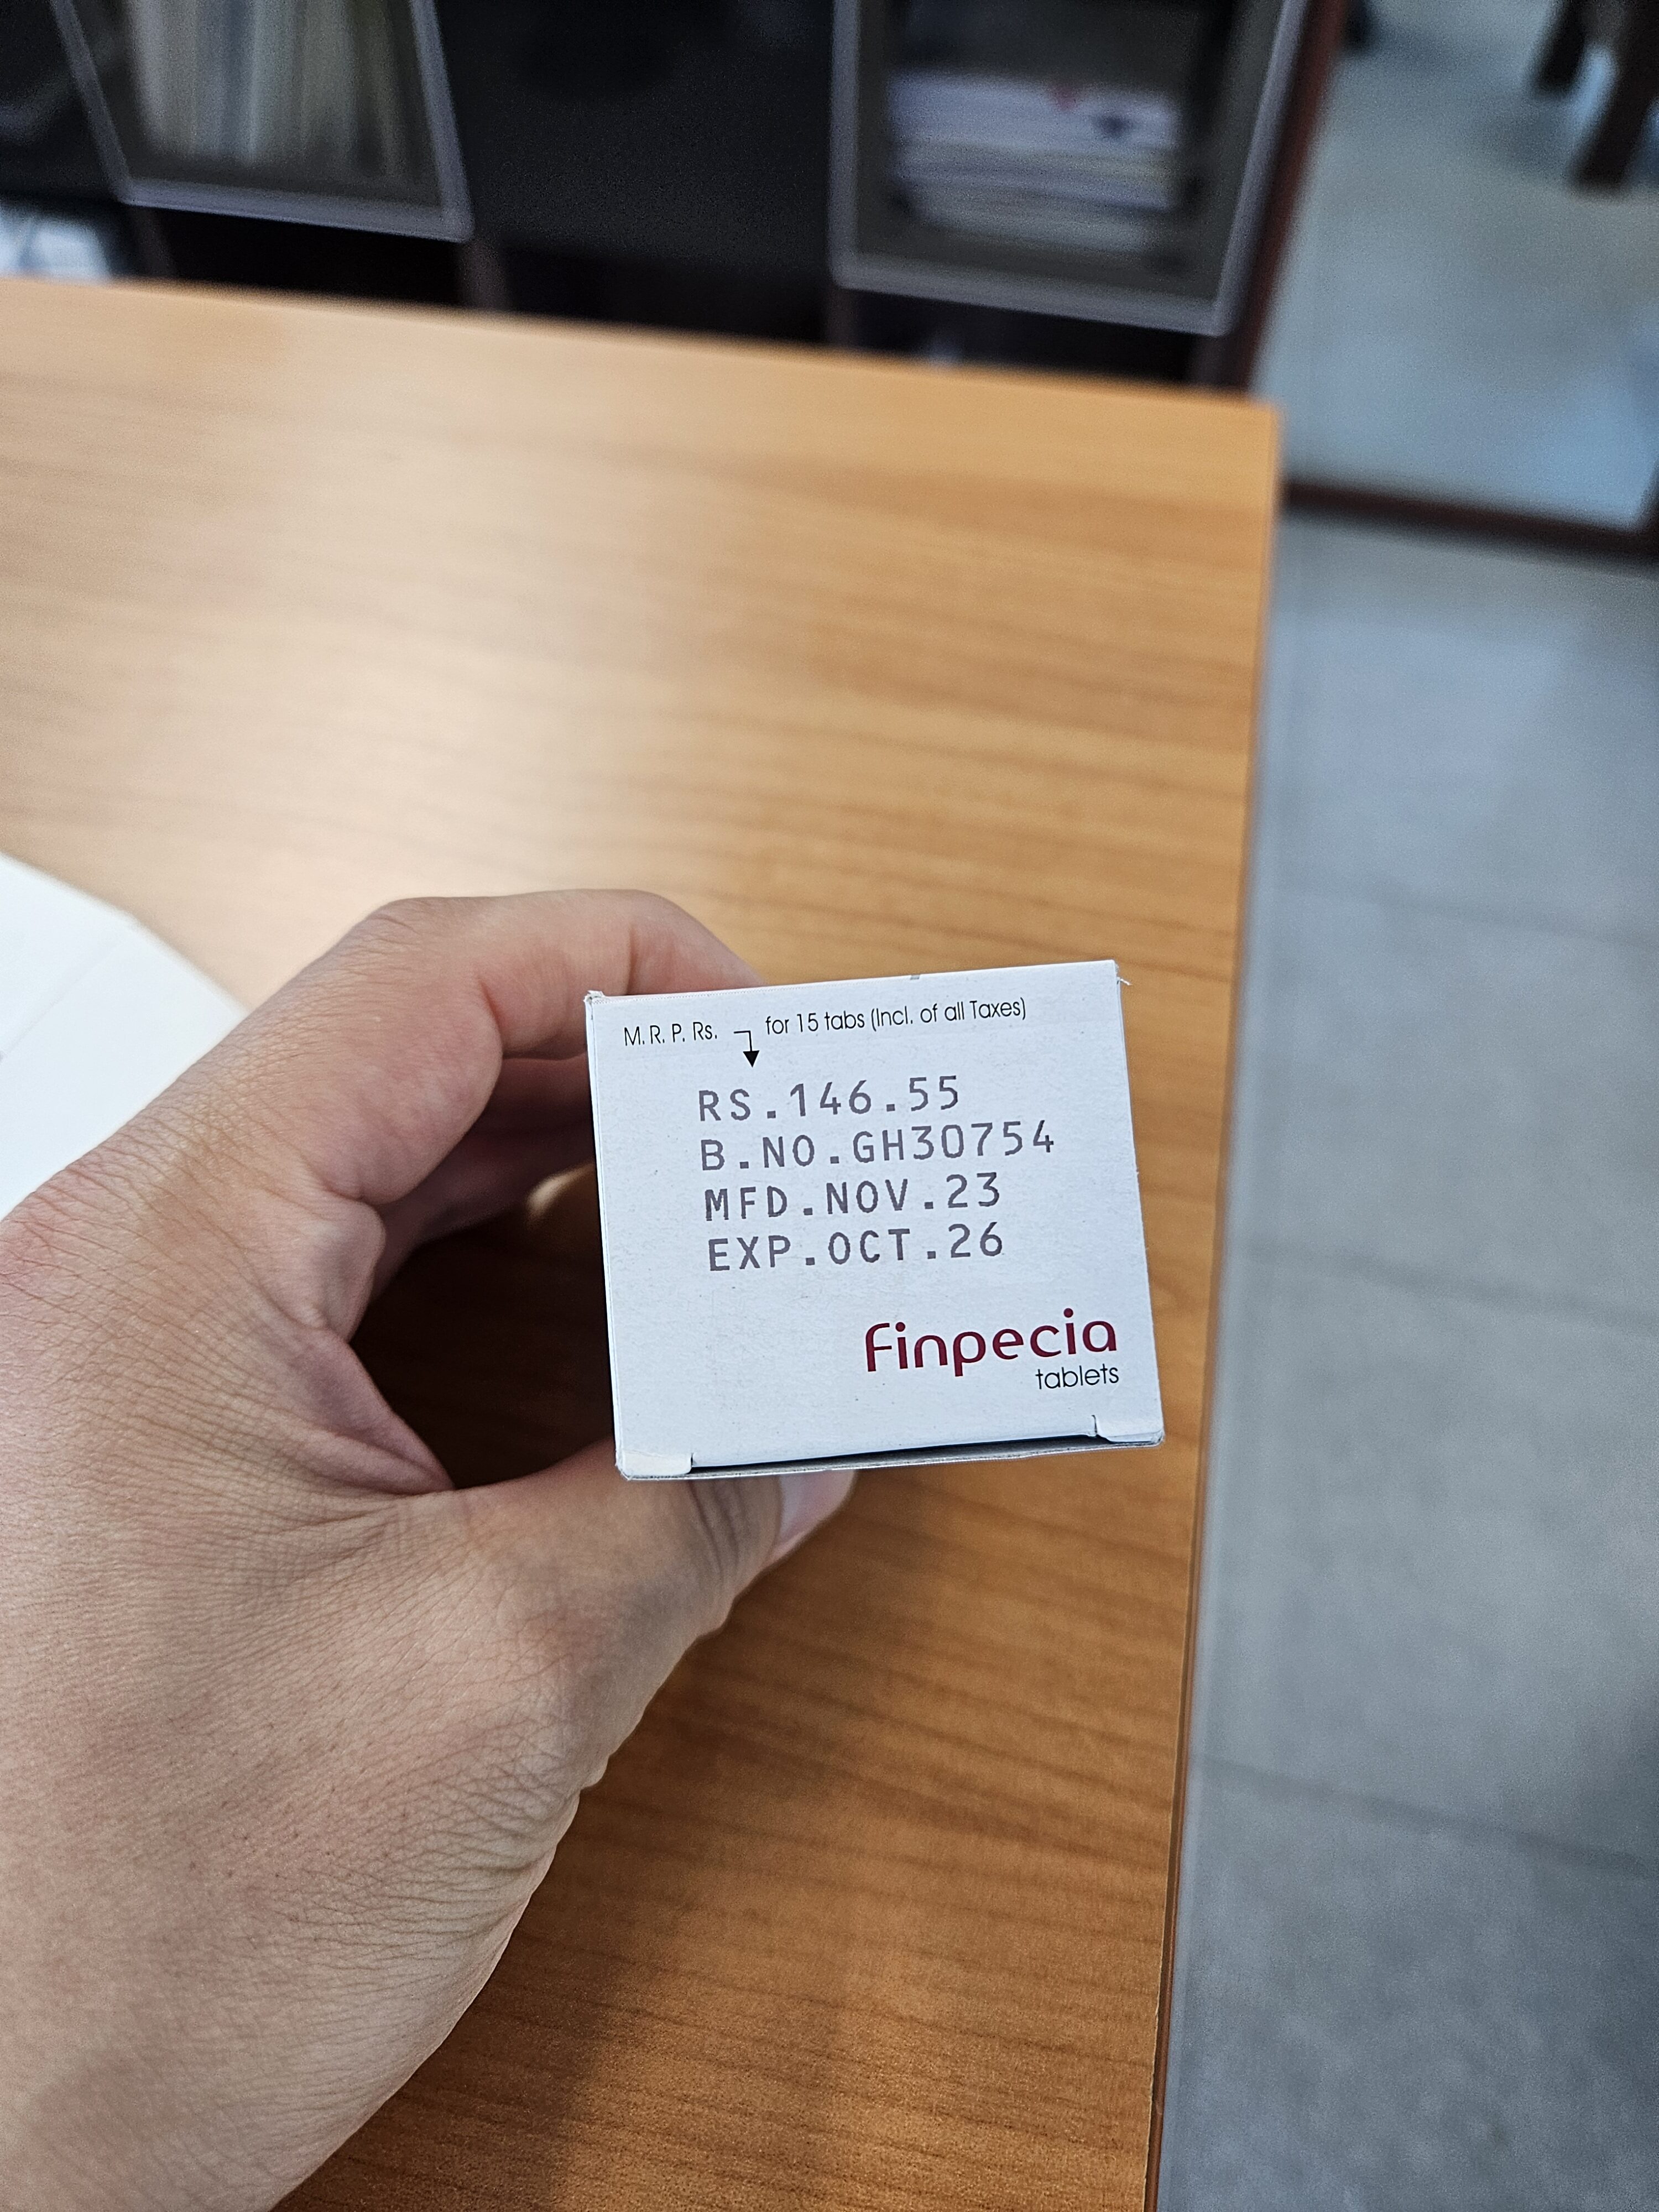 M.R.P. Rs. for 15 tabs (Incl. of all Taxes)
RS.146.55
B.NO.GH30754
MFD.NOV.23
EXP.OCT.26
Finpecia
tablets